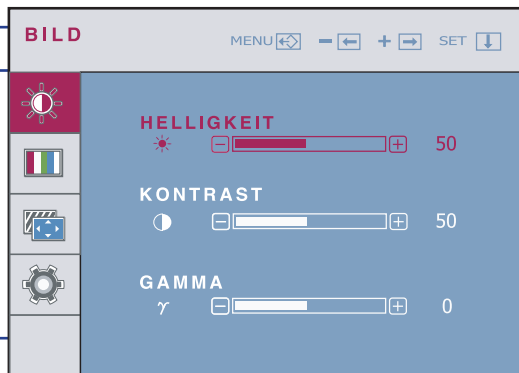 BILD
MENU - + SET
HELLIGKEIT
50
KONTRAST
50
GAMMA
γ 0